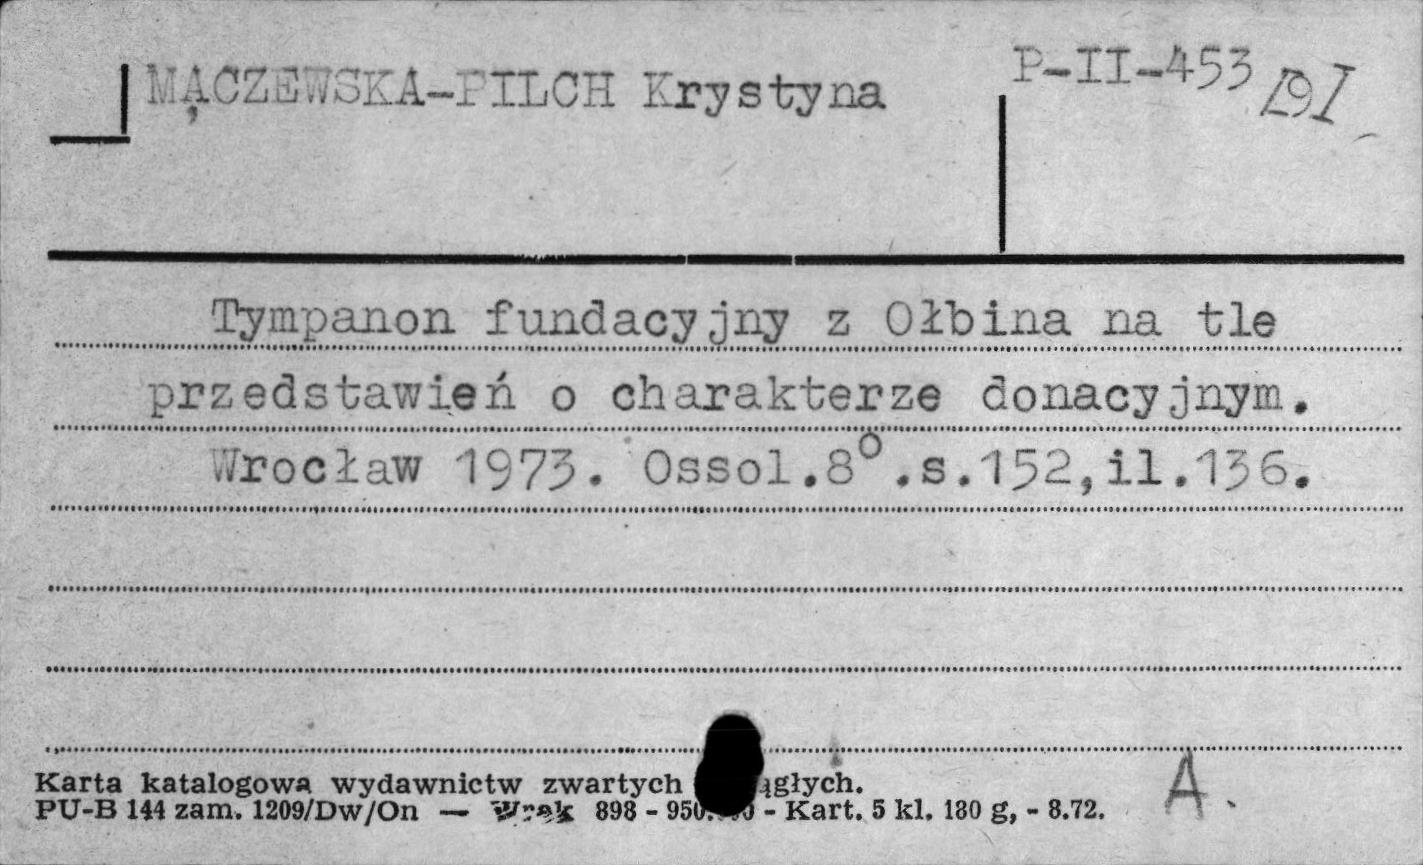 MĄCZEWSKA-PILCH Krystyna
P-II-453
Tympanon fundacyjny z Ołbina na tle
przedstawień o charakterze donacyjnym.
Wrocław 1973. Ossol.8°.s.152,il.136.
Karta katalogowa wydawnictw zwartych
PU-B 144 zam. 1209/Dw/On — 898 - - Kart. 5 kl. 180 g, - 8.72.
A.